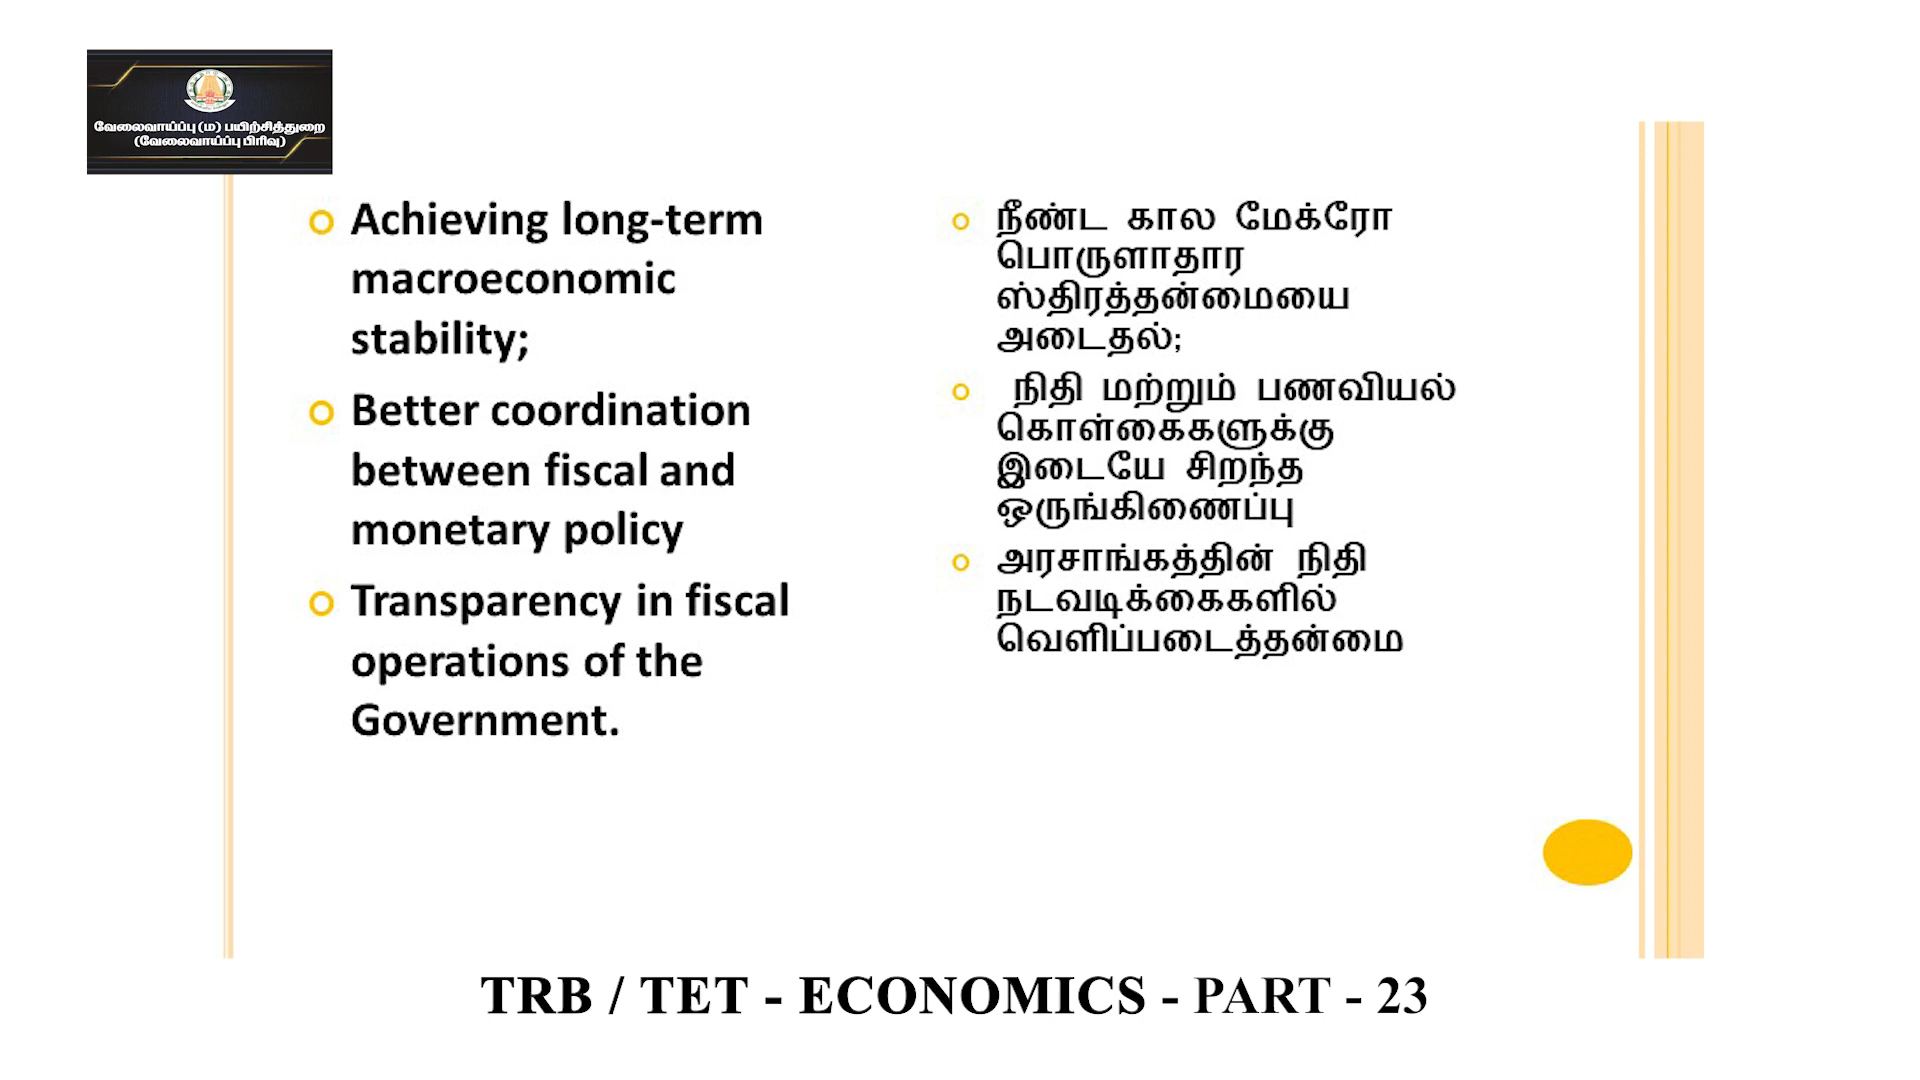 வேலைவாய்ப்பு (ம) பயிற்சித்துறை
(வேலைவாய்ப்பு பிரிவு)
Achieving long-term
macroeconomic
stability;
Better coordination
between fiscal and
monetary policy
Transparency in fiscal
operations of the
Government.
நீண்ட கால மேக்ரோ
பொருளாதார
ஸ்திரத்தன்மையை
அடைதல்;
நிதி மற்றும் பணவியல்
கொள்கைகளுக்கு
இடையே சிறந்த
ஒருங்கிணைப்பு
அரசாங்கத்தின் நிதி
நடவடிக்கைகளில்
வெளிப்படைத்தன்மை
TRB / TET - ECONOMICS - PART - 23